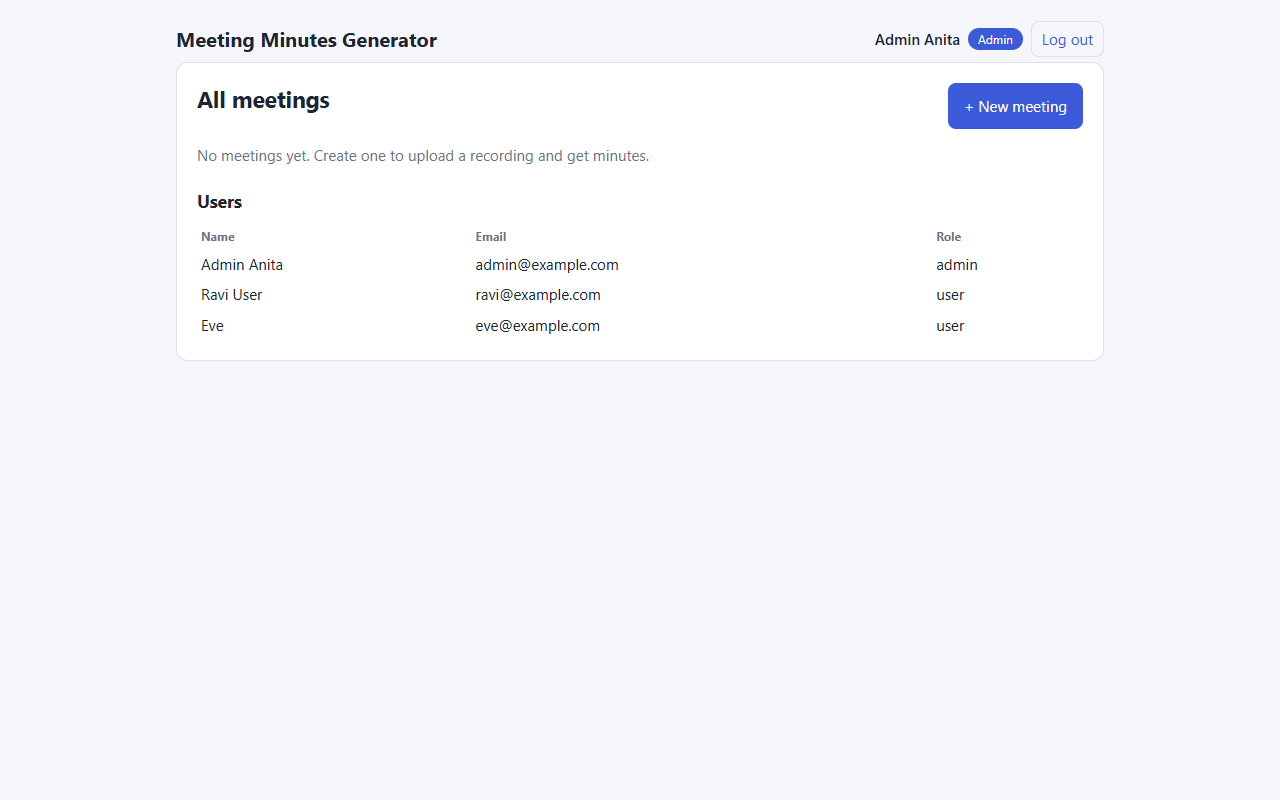 Meeting Minutes Generator
Admin Anita Admin Log out
All meetings
+ New meeting
No meetings yet. Create one to upload a recording and get minutes.
Users
Name Email Role
Admin Anita admin@example.com admin
Ravi User ravi@example.com user
Eve eve@example.com user